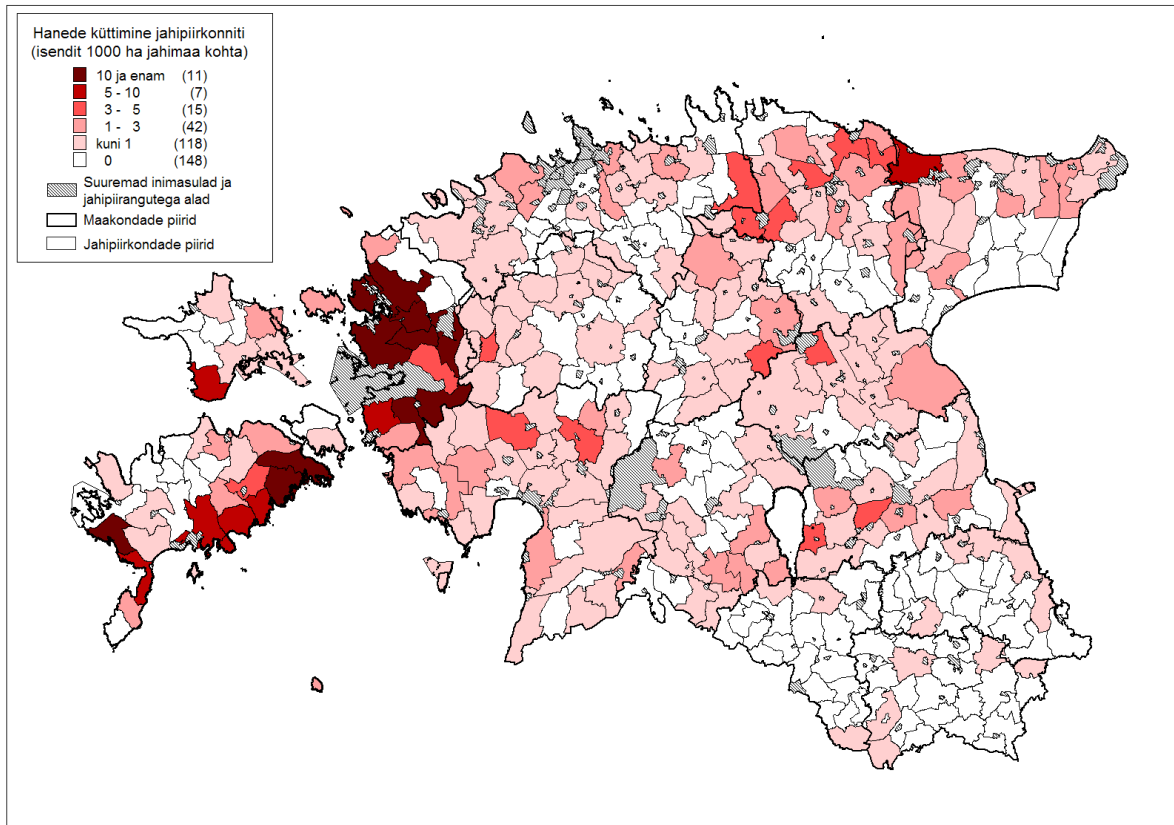 Hanede küttimine jahipiirkonniti
(isendit 1000 ha jahimaa kohta)
10 ja enam (11)
5 - 10 (7)
3 - 5 (15)
1 - 3 (42)
kuni 1 (118)
0 (148)
Suuremad inimasulad ja
jahipiirangutega alad
Maakondade piirid
Jahipiirkondade piirid